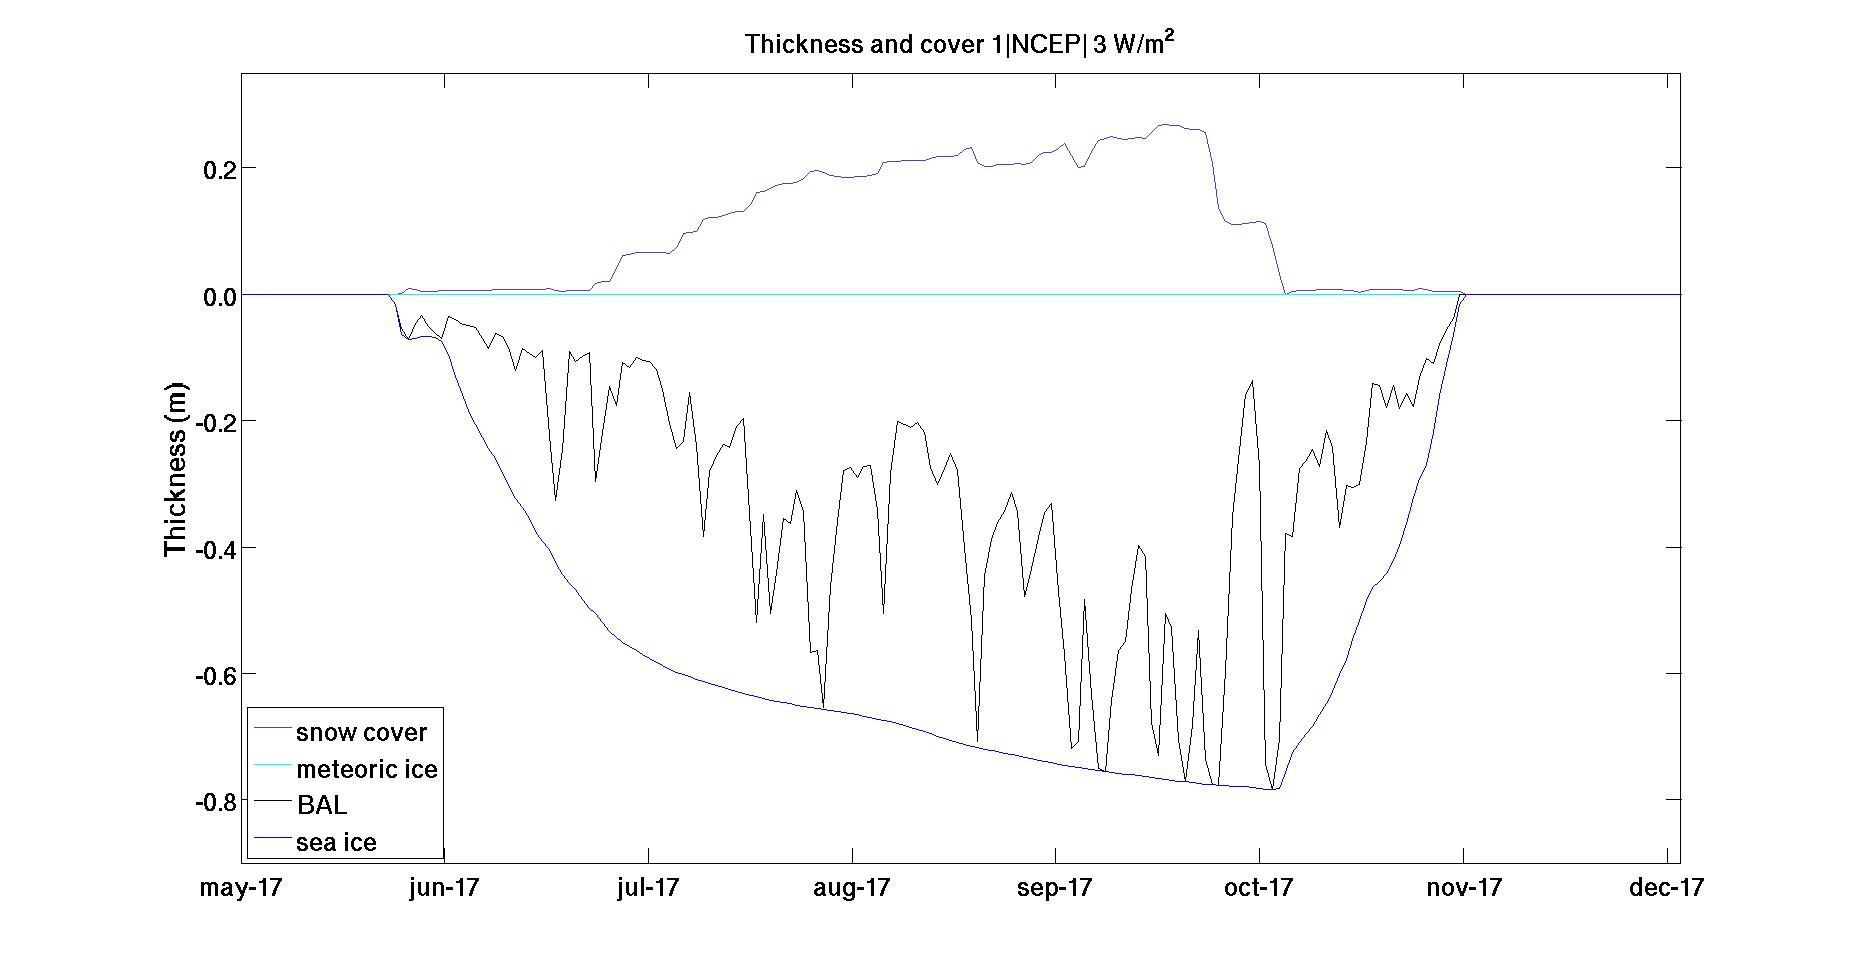 Thickness and cover 1|NCEP| 3 W/m²
Thickness (m)
0.2
0.0
-0.2
-0.4
-0.6
-0.8
snow cover
meteoric ice
BAL
sea ice
may-17 jun-17 jul-17 aug-17 sep-17 oct-17 nov-17 dec-17